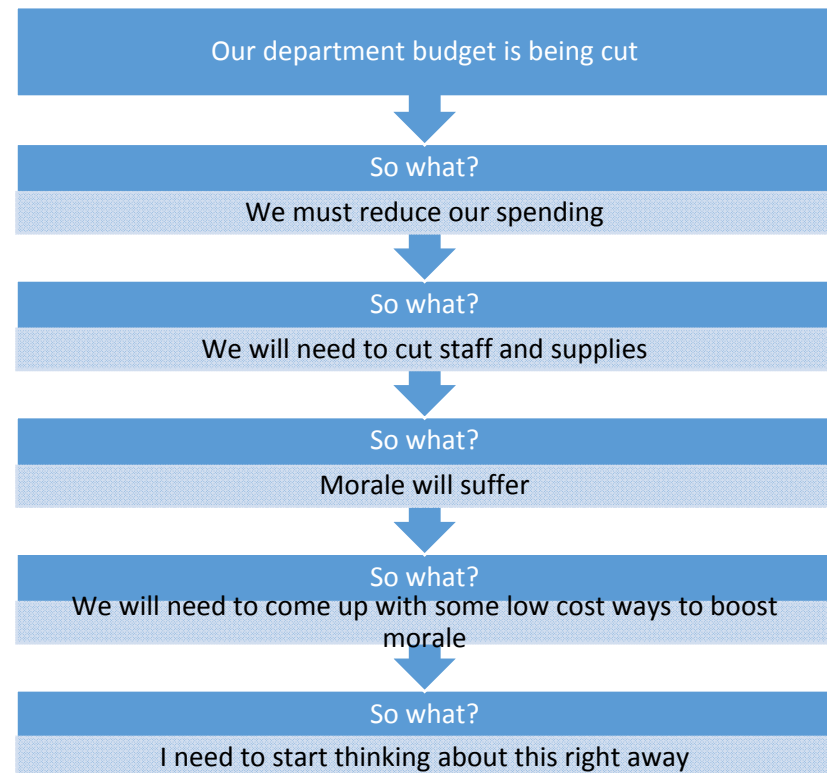 Our department budget is being cut
So what?
We must reduce our spending
So what?
We will need to cut staff and supplies
So what?
Morale will suffer
So what?
We will need to come up with some low cost ways to boost
morale
So what?
I need to start thinking about this right away